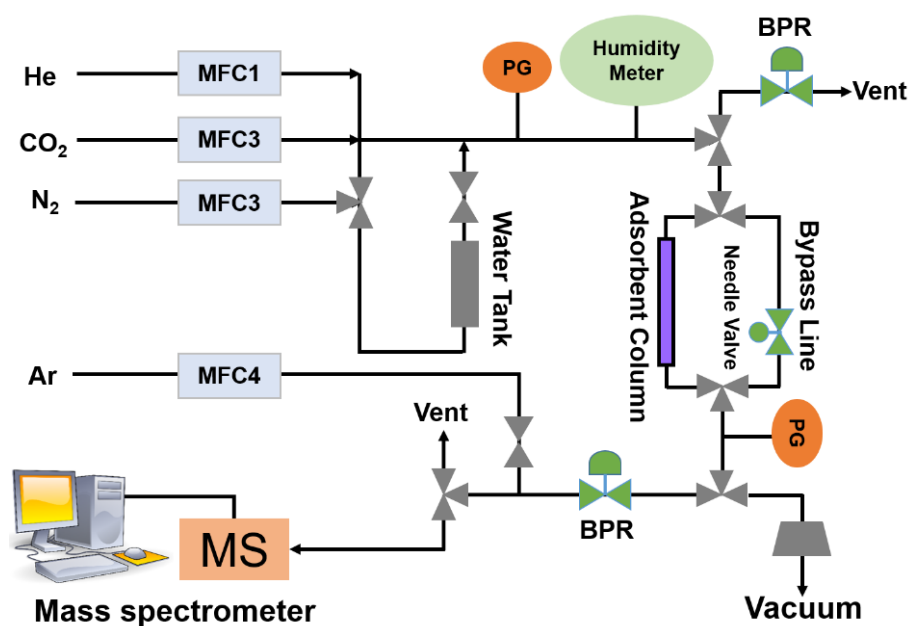 BPR
He
MFC1
PG
Humidity
Meter
Vent
CO2
MFC3
N2
MFC3
Water Tank
Adsorbent Column
Needle Valve
Bypass Line
Ar
MFC4
Vent
PG
BPR
MS
Mass spectrometer
Vacuum